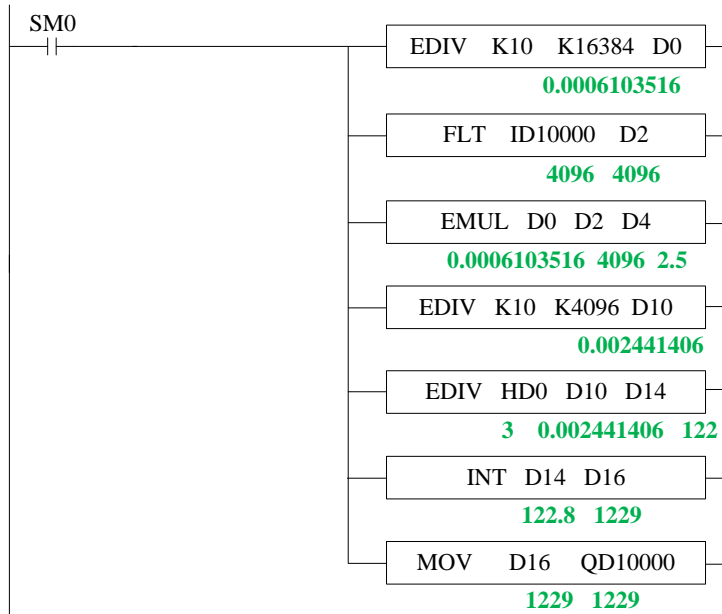 SM0
EDIV K10 K16384 D0
0.0006103516
FLT ID10000 D2
4096 4096
EMUL D0 D2 D4
0.0006103516 4096 2.5
EDIV K10 K4096 D10
0.002441406
EDIV HD0 D10 D14
3 0.002441406 122
INT D14 D16
122.8 1229
MOV D16 QD10000
1229 1229